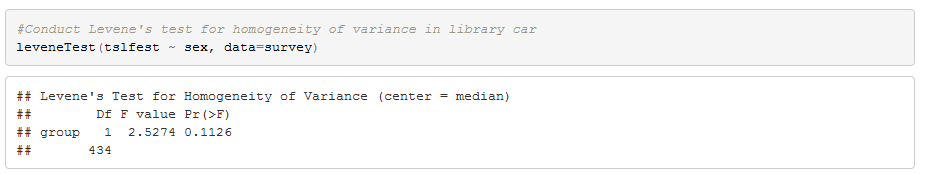 #Conduct Levene's test for homogeneity of variance in library car
leveneTest(tslfest ~ sex, data=survey)
## Levene's Test for Homogeneity of Variance (center = median)
##        Df F value Pr(>F)
## group   1  2.5274 0.1126
##       434